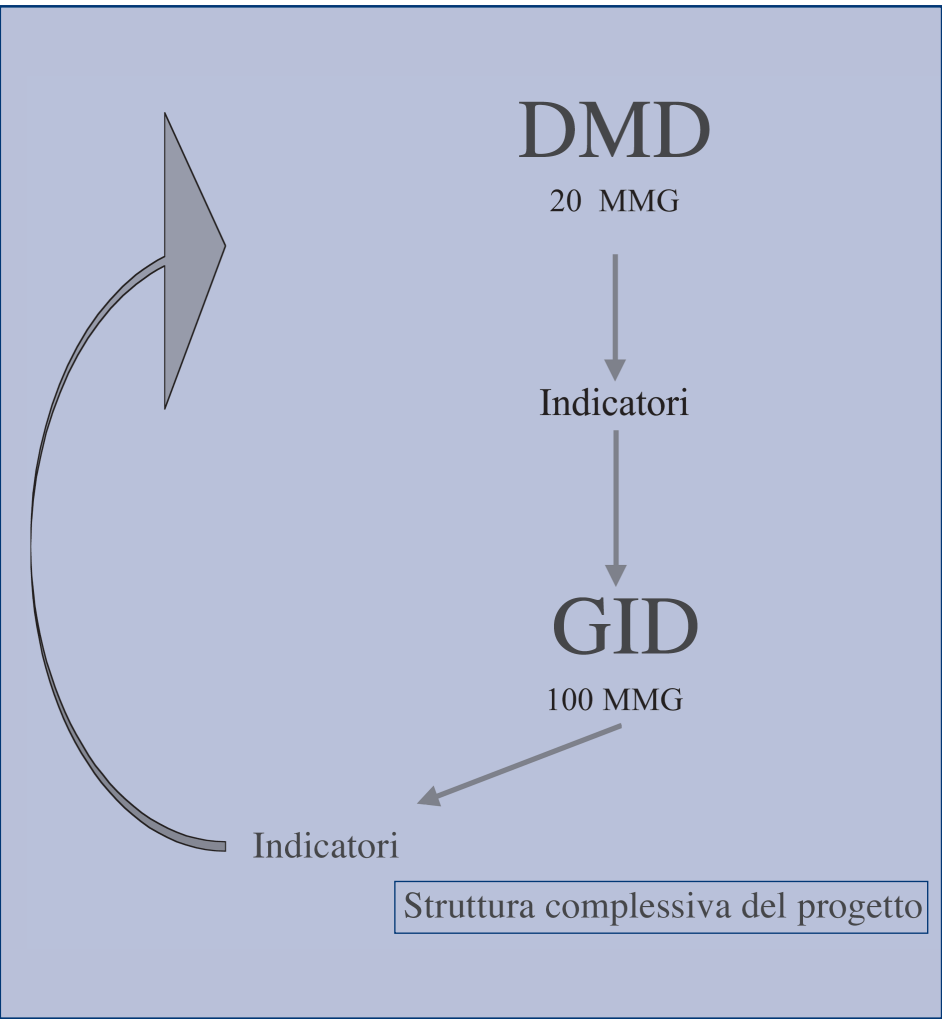 DMD
20 MMG
Indicatori
GID
100 MMG
Indicatori
Struttura complessiva del progetto